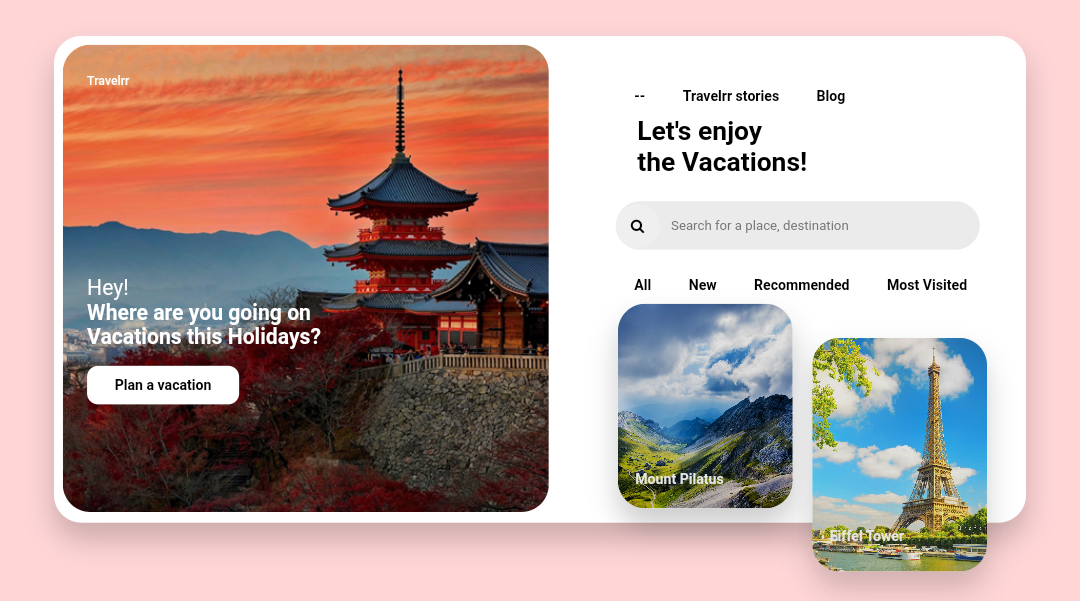 Travelrr
Hey!
Where are you going on
Vacations this Holidays?
Plan a vacation
-- Travelrr stories Blog
Let's enjoy
the Vacations!
Search for a place, destination
All New Recommended Most Visited
Mount Pilatus
Eiffel Tower